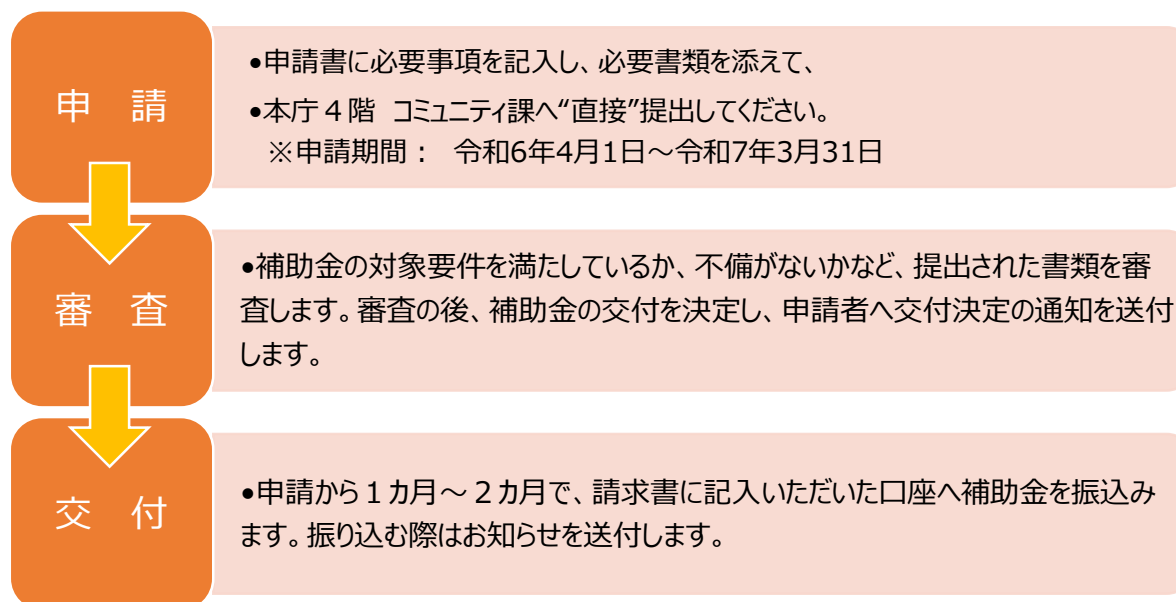 申 請
•申請書に必要事項を記入し、必要書類を添えて、
•本庁４階 コミュニティ課へ“直接”提出してください。
※申請期間： 令和6年4月1日～令和7年3月31日
審 査
•補助金の対象要件を満たしているか、不備がないかなど、提出された書類を審
査します。審査の後、補助金の交付を決定し、申請者へ交付決定の通知を送付
します。
交 付
•申請から１カ月～２カ月で、請求書に記入いただいた口座へ補助金を振込み
ます。振り込む際はお知らせを送付します。